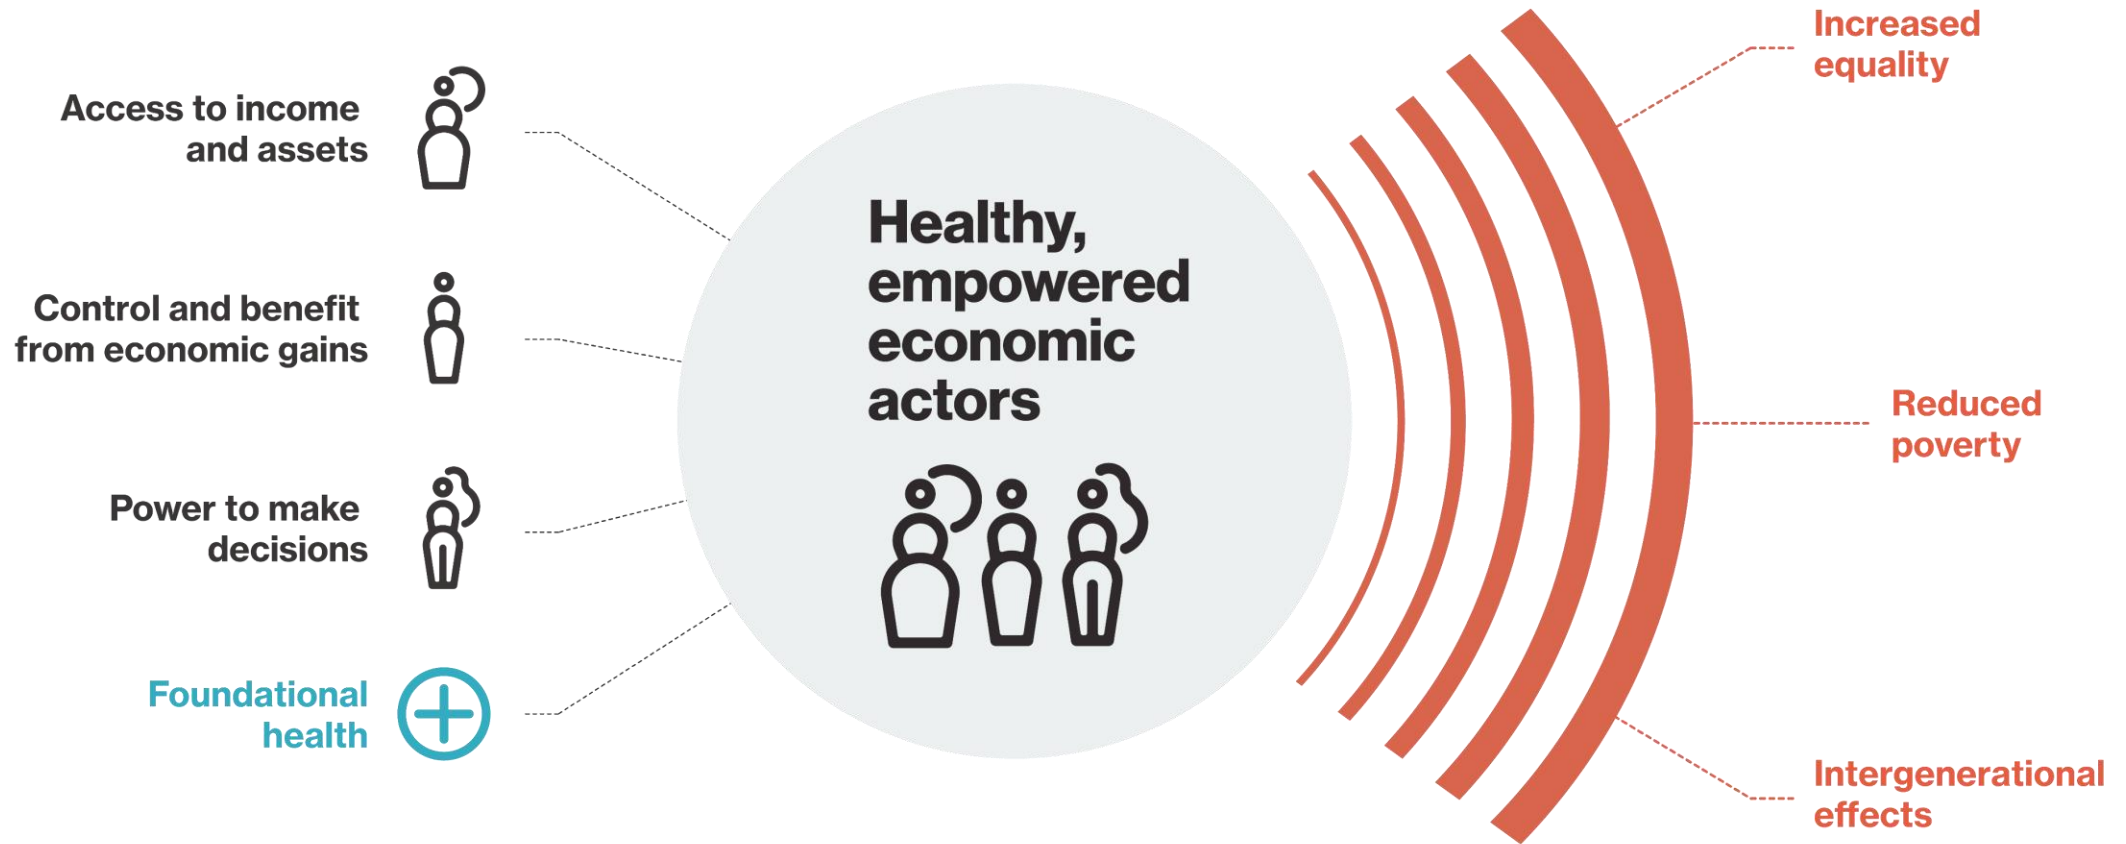 Access to income
and assets
Control and benefit
from economic gains
Power to make
decisions
Foundational
health
Healthy,
empowered
economic
actors
Increased
equality
Reduced
poverty
Intergenerational
effects